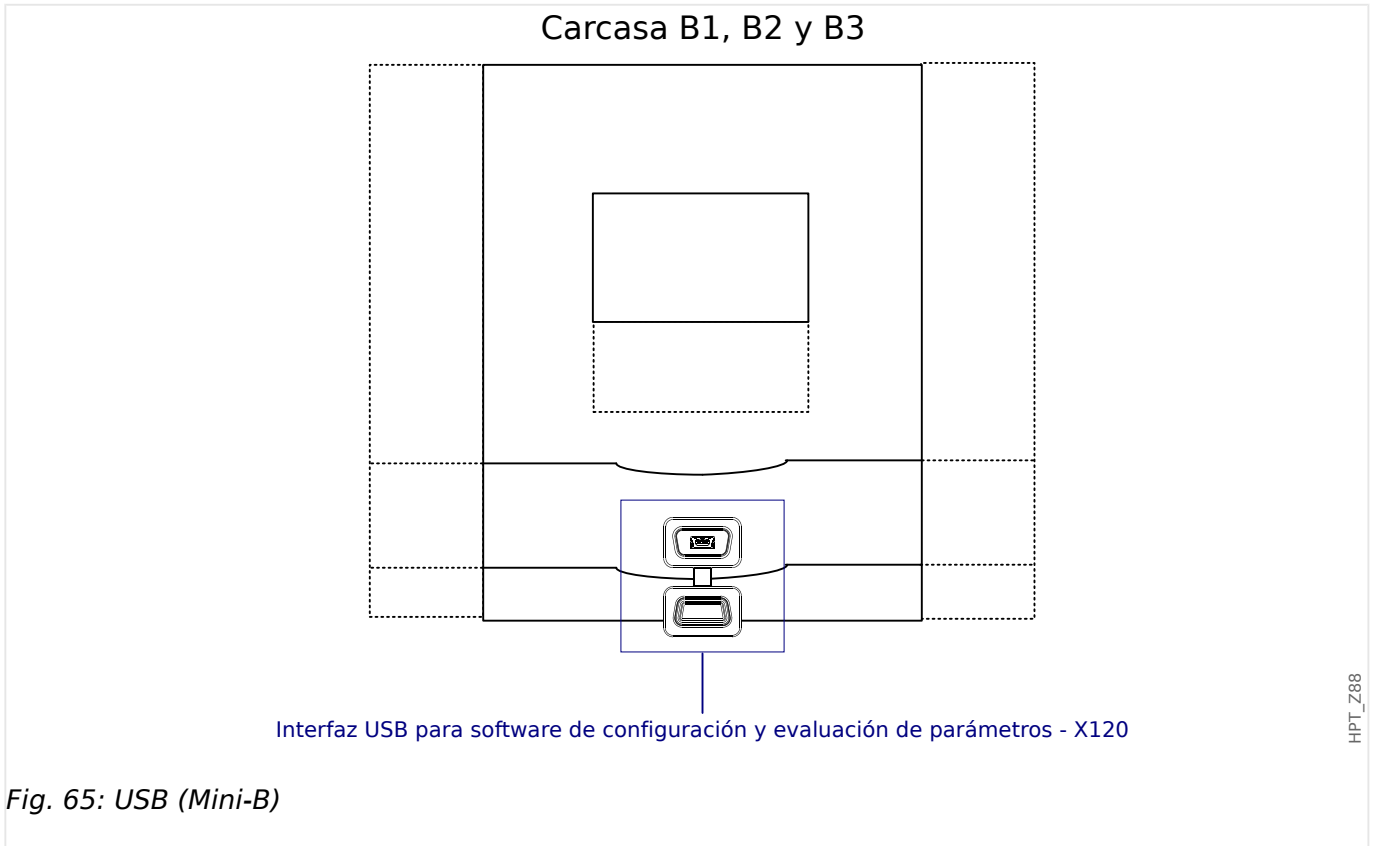 Carcasa B1, B2 y B3
Interfaz USB para software de configuración y evaluación de parámetros - X120
HPT_Z88
Fig. 65: USB (Mini-B)